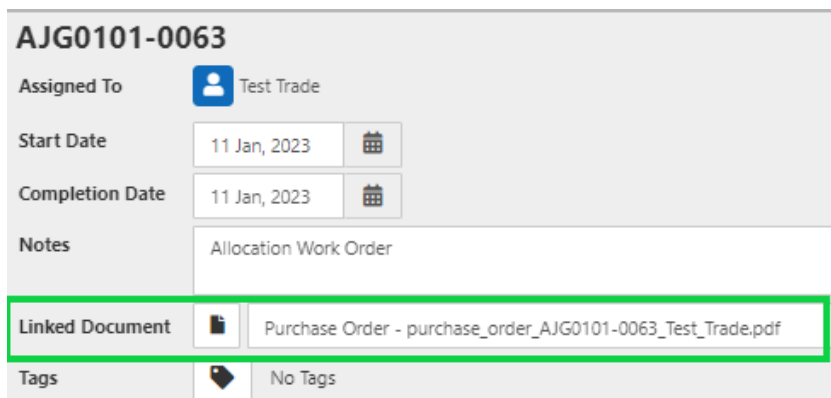 AJG0101-0063
Assigned To Test Trade
Start Date 11 Jan, 2023
Completion Date 11 Jan, 2023
Notes Allocation Work Order
Linked Document Purchase Order - purchase_order_AJG0101-0063_Test_Trade.pdf
Tags No Tags